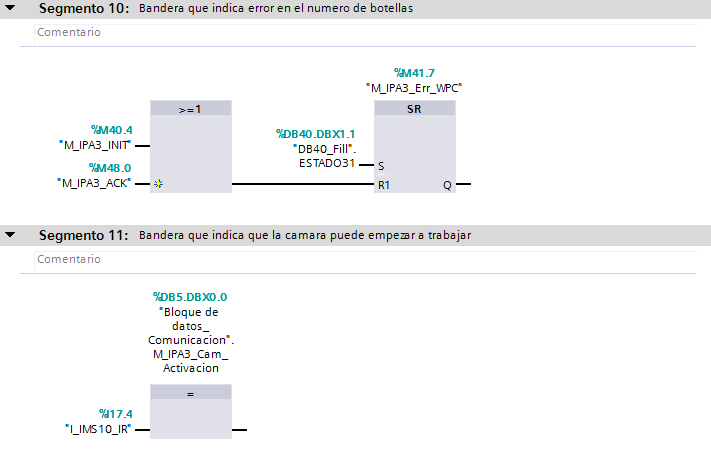 Segmento 10: Bandera que indica error en el numero de botellas
Comentario
%M41.7
"M_IPA3_Err_WPC"
>=1
SR
%M40.4
"M_IPA3_INIT"
%DB40.DBX1.1
"DB40_Fill".
ESTADO31
S
%M48.0
"M_IPA3_ACK"
R1
Q
Segmento 11: Bandera que indica que la camara puede empezar a trabajar
Comentario
%DB5.DBX0.0
"Bloque de
datos_
Comunicacion".
M_IPA3_Cam_
Activacion
=
%I17.4
"I_IMS10_IR"